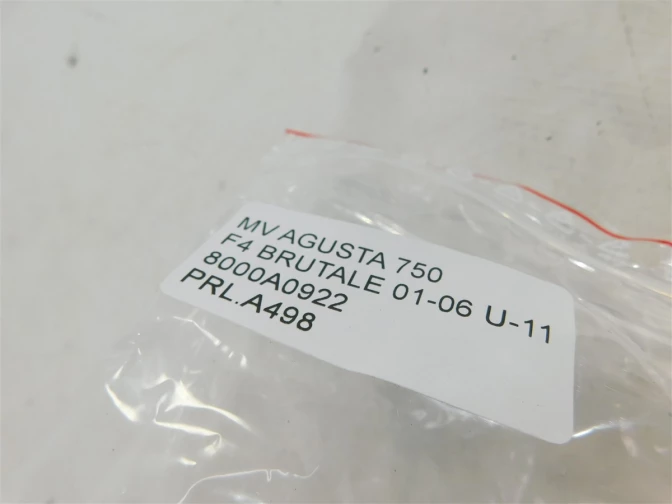 MV AGUSTA 750
F4 BRUTALE 01-06 U-11
8000A0922
PRL.A498